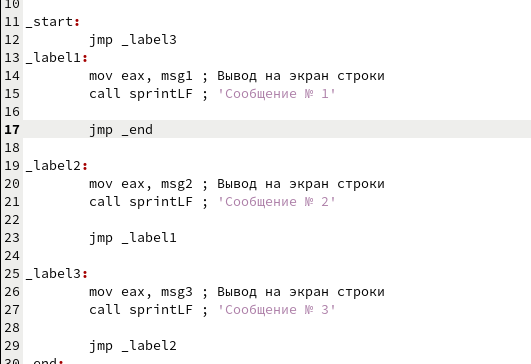 10
11 _start:
12 jmp _label3
13 _label1:
14 mov eax, msg1 ; Вывод на экран строки
15 call sprintLF ; 'Сообщение № 1'
16
17 jmp _end
18
19 _label2:
20 mov eax, msg2 ; Вывод на экран строки
21 call sprintLF ; 'Сообщение № 2'
22
23 jmp _label1
24
25 _label3:
26 mov eax, msg3 ; Вывод на экран строки
27 call sprintLF ; 'Сообщение № 3'
28
29 jmp _label2
30 _end: